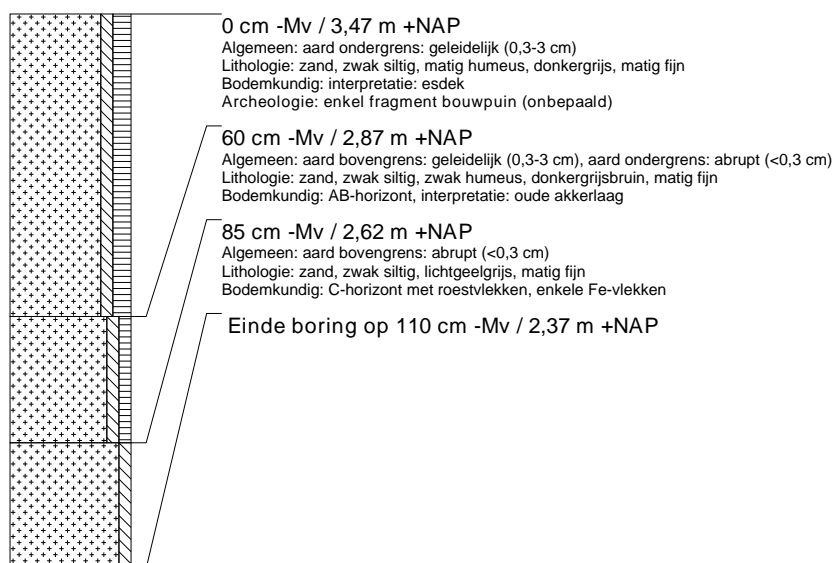 0 cm -Mv / 3,47 m +NAP
Algemeen: aard ondergrens: geleidelijk (0,3-3 cm)
Lithologie: zand, zwak siltig, matig humeus, donkergrijs, matig fijn
Bodemkundig: interpretatie: esdek
Archeologie: enkel fragment bouwpuin (onbepaald)
60 cm -Mv / 2,87 m +NAP
Algemeen: aard bovengrens: geleidelijk (0,3-3 cm), aard ondergrens: abrupt (<0,3 cm)
Lithologie: zand, zwak siltig, zwak humeus, donkergrijsbruin, matig fijn
Bodemkundig: AB-horizont, interpretatie: oude akkerlaag
85 cm -Mv / 2,62 m +NAP
Algemeen: aard bovengrens: abrupt (<0,3 cm)
Lithologie: zand, zwak siltig, lichtgeelgrijs, matig fijn
Bodemkundig: C-horizont met roestvlekken, enkele Fe-vlekken
Einde boring op 110 cm -Mv / 2,37 m +NAP